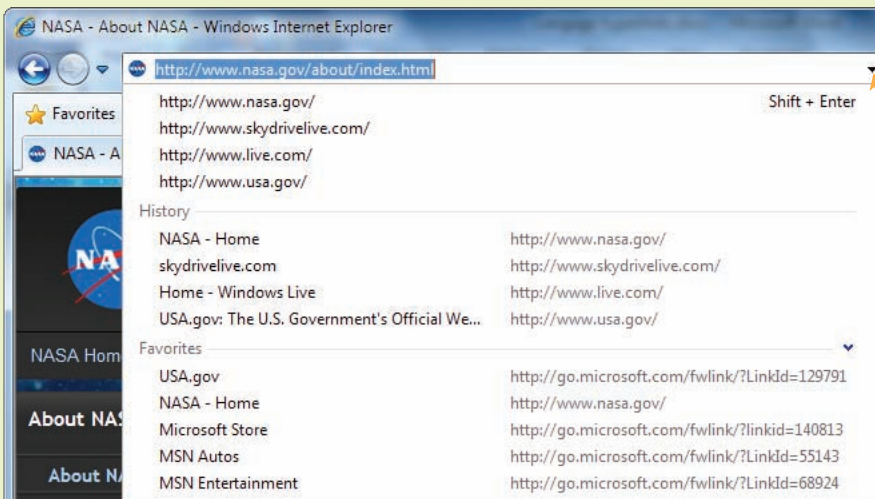 NASA - About NASA - Windows Internet Explorer
http://www.nasa.gov/about/index.html
Favorites
http://www.nasa.gov/ Shift + Enter
http://www.skydrivelive.com/
NASA - A
http://www.live.com/
http://www.usa.gov/
History
NASA - Home http://www.nasa.gov/
skydrivelive.com http://www.skydrivelive.com/
NA
Home - Windows Live http://www.live.com/
USA.gov: The U.S. Government's Official We... http://www.usa.gov/
NASA Hom
Favorites
USA.gov http://go.microsoft.com/fwlink/?LinkId=129791
NASA - Home http://www.nasa.gov/
About NAS
Microsoft Store http://go.microsoft.com/fwlink/?linkid=140813
MSN Autos http://go.microsoft.com/fwlink/?LinkId=55143
About NA
MSN Entertainment http://go.microsoft.com/fwlink/?LinkId=68924